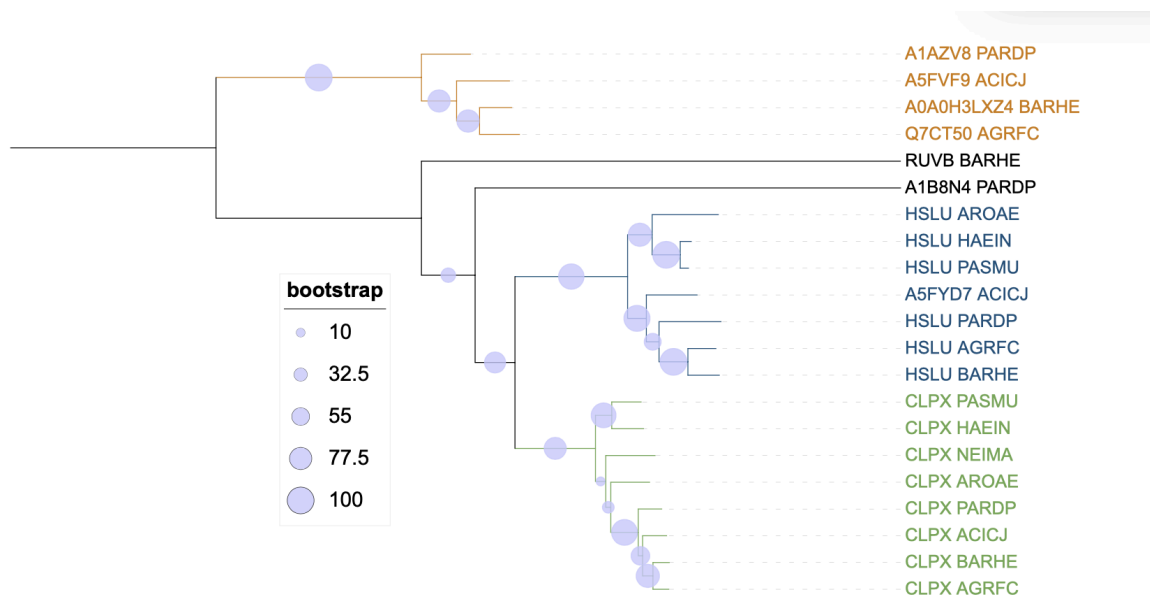 A1AZV8 PARDP
A5FVF9 ACICJ
A0A0H3LXZ4 BARHE
Q7CT50 AGRFC
RUVB BARHE
A1B8N4 PARDP
HSLU AROAE
HSLU HAEIN
HSLU PASMU
A5FYD7 ACICJ
HSLU PARDP
HSLU AGRFC
HSLU BARHE
CLPX PASMU
CLPX HAEIN
CLPX NEIMA
CLPX AROAE
CLPX PARDP
CLPX ACICJ
CLPX BARHE
CLPX AGRFC
bootstrap
10
32.5
55
77.5
100